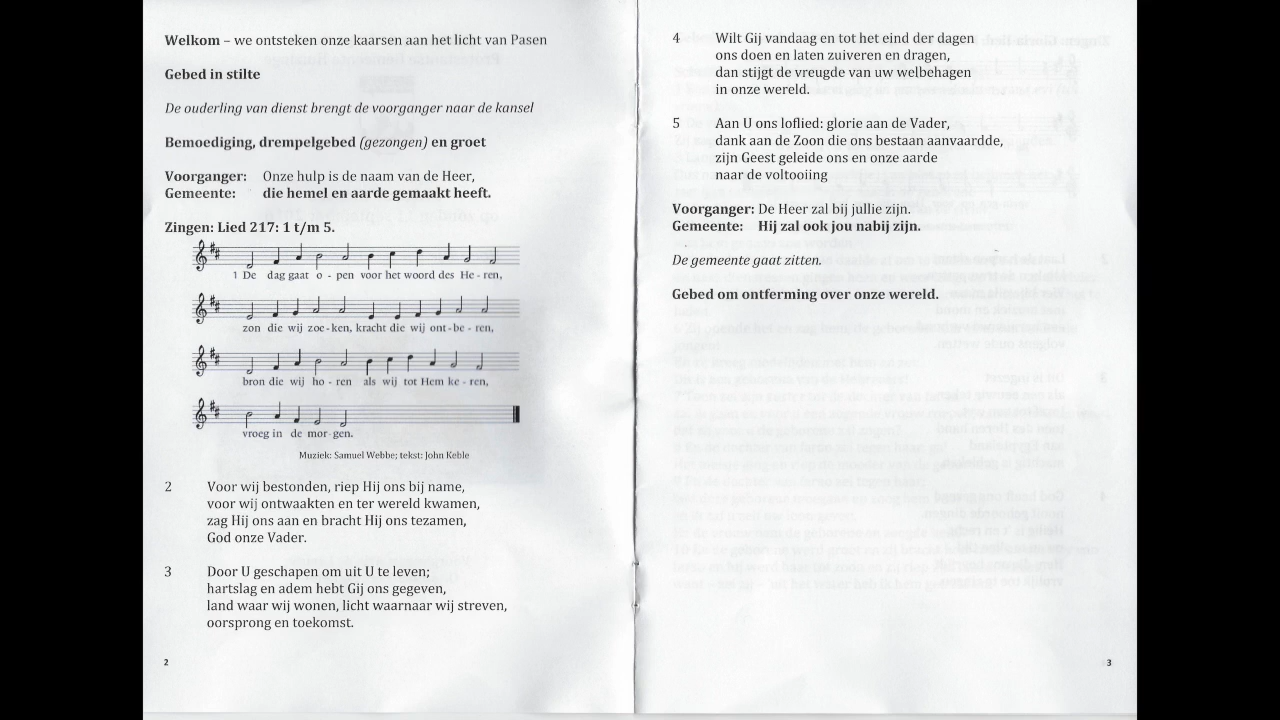 Welkom – we ontsteken onze kaarsen aan het licht van Pasen
Gebed in stilte
De ouderling van dienst brengt de voorganger naar de kansel
Bemoediging, drempelgebed (gezongen) en groet
Voorganger: Onze hulp is de naam van de Heer,
Gemeente: die hemel en aarde gemaakt heeft.
Zingen: Lied 217: 1 t/m 5.
1 De dag gaat o - pen voor het woord des He - ren,
zon die wij zoe - ken, kracht die wij ont - be - ren,
bron die wij ho - ren als wij tot Hem ke - ren,
vroeg in de mor - gen.
Muziek: Samuel Webbe; tekst: John Keble
2 Voor wij bestonden, riep Hij ons bij name,
voor wij ontwaakten en ter wereld kwamen,
zag Hij ons aan en bracht Hij ons tezamen,
God onze Vader.
3 Door U geschapen om uit U te leven;
hartslag en adem hebt Gij ons gegeven,
land waar wij wonen, licht waarnaar wij streven,
oorsprong en toekomst.
2
4 Wilt Gij vandaag en tot het eind der dagen
ons doen en laten zuiveren en dragen,
dan stijgt de vreugde van uw welbehagen
in onze wereld.
5 Aan U ons loflied: glorie aan de Vader,
dank aan de Zoon die ons bestaan aanvaardde,
zijn Geest geleide ons en onze aarde
naar de voltooiing
Voorganger: De Heer zal bij jullie zijn.
Gemeente: Hij zal ook jou nabij zijn.
De gemeente gaat zitten.
Gebed om ontferming over onze wereld.
3